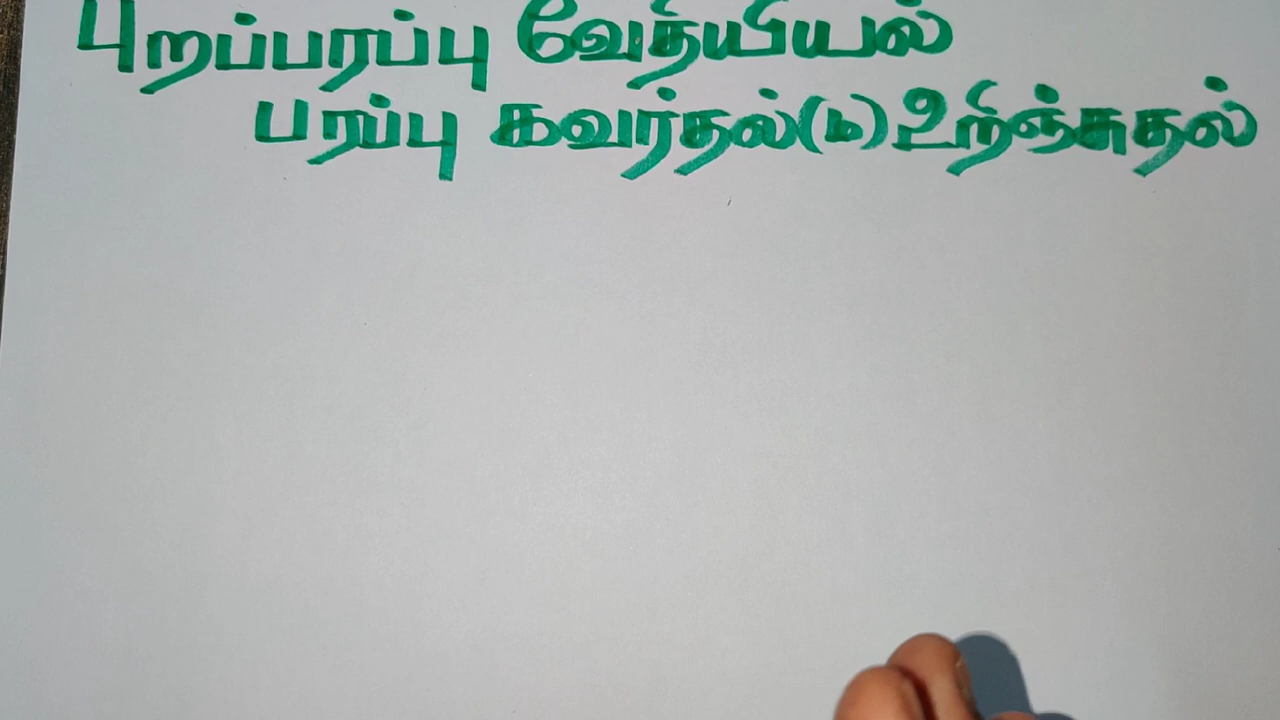 புறப்பரப்பு வேதியியல்
பரப்பு கவர்தல்(ம)உறிஞ்சுதல்